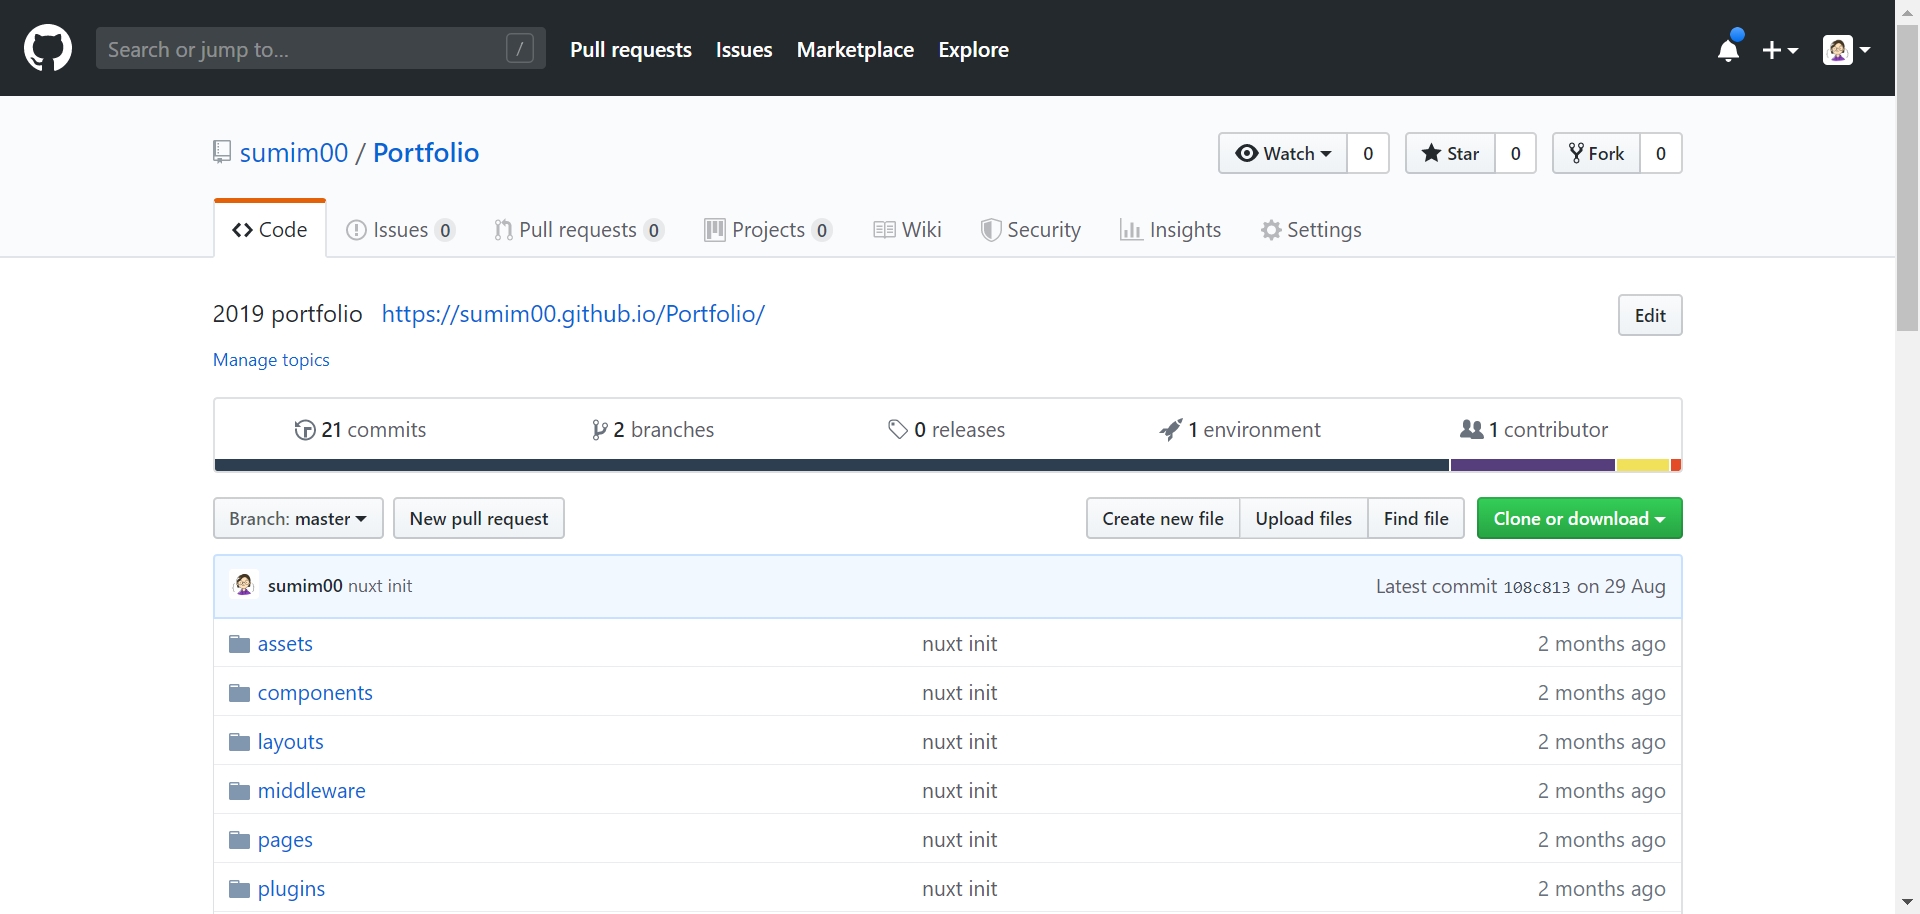 Search or jump to... /
Pull requests Issues Marketplace Explore
sumim00 / Portfolio
Watch 0 Star 0 Fork 0
Code Issues 0 Pull requests 0 Projects 0 Wiki Security Insights Settings
2019 portfolio https://sumim00.github.io/Portfolio/
Edit
Manage topics
21 commits 2 branches 0 releases 1 environment 1 contributor
Branch: master New pull request Create new file Upload files Find file Clone or download
sumim00 nuxt init Latest commit 108c813 on 29 Aug
assets nuxt init 2 months ago
components nuxt init 2 months ago
layouts nuxt init 2 months ago
middleware nuxt init 2 months ago
pages nuxt init 2 months ago
plugins nuxt init 2 months ago